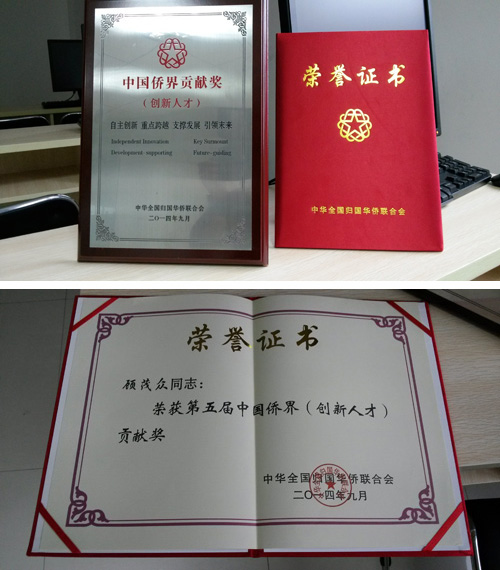 中国侨界贡献奖
（创新人才）
自主创新 重点跨越 支撑发展 引领未来
Independent Innovation Key Surmount
Development-supporting Future-guiding
中华全国归国华侨联合会
二〇一四年九月
荣誉证书
中华全国归国华侨联合会
荣誉证书
顾茂众同志：
荣获第五届中国侨界（创新人才）
贡献奖
中华全国归国华侨联合会
二〇一四年九月